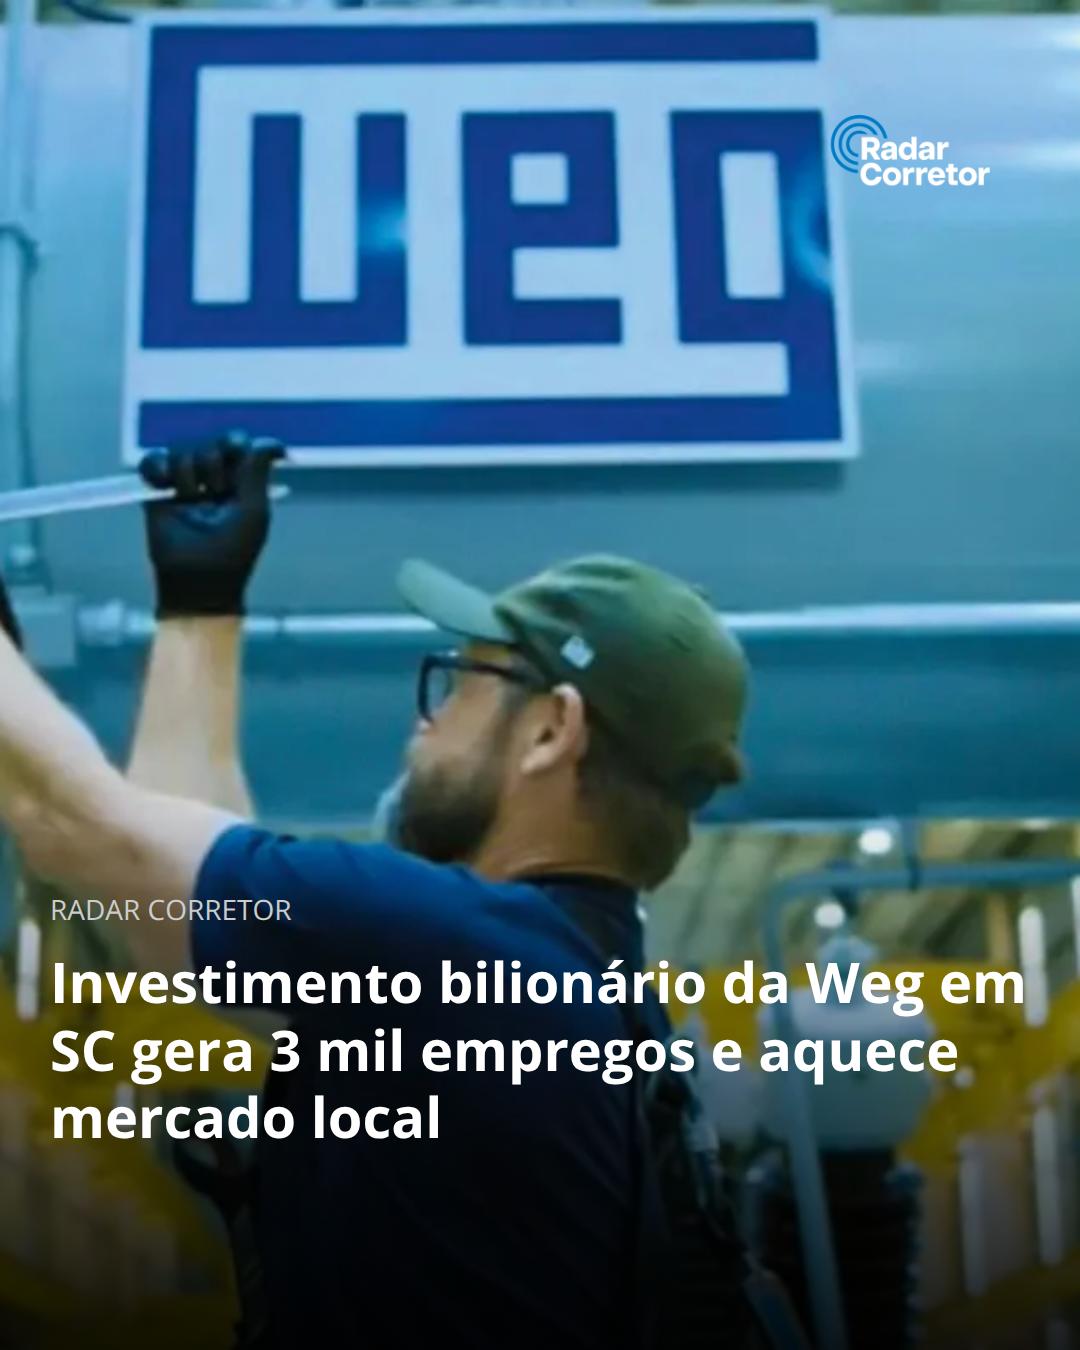 weg
Radar
Corretor
RADAR CORRETOR
Investimento bilionário da Weg em
SC gera 3 mil empregos e aquece
mercado local